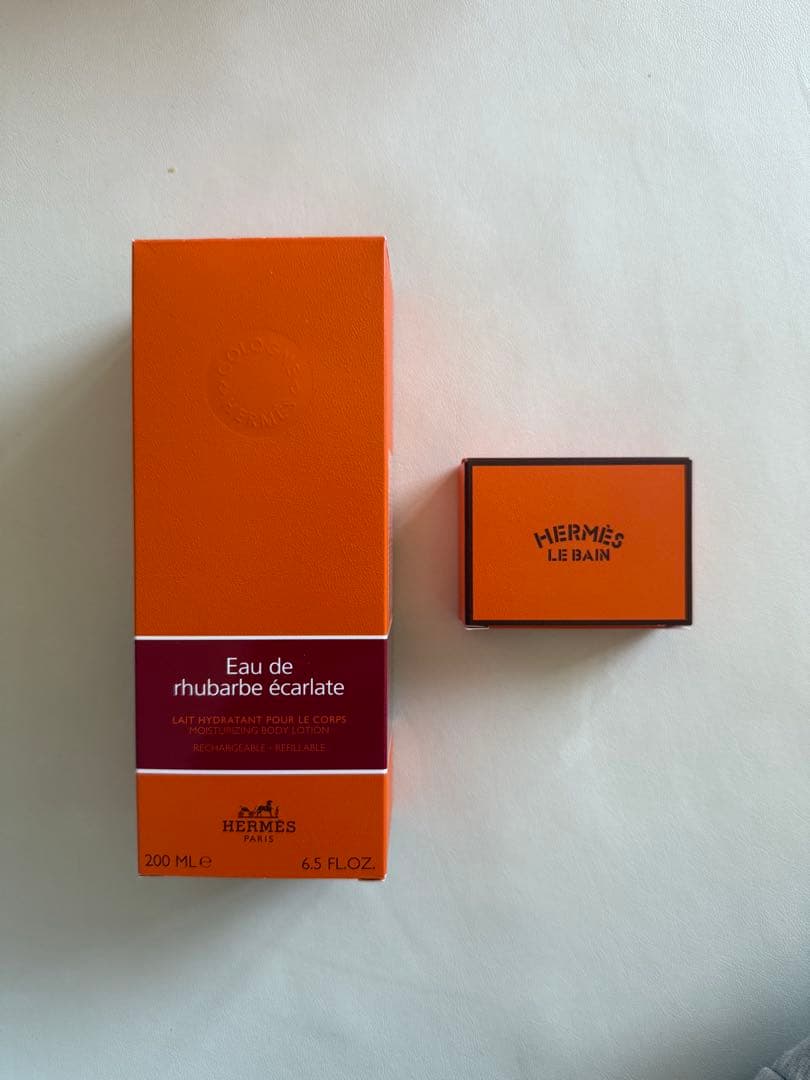 COLOGNE
HERMÈS
Eau de
rhubarbe écarlate
LAIT HYDRATANT POUR LE CORPS
MOISTURIZING BODY LOTION
RECHARGEABLE - REFILLABLE
HERMÈS
PARIS
200 ML℮
6.5 FL.OZ.
HERMÈS
LE BAIN